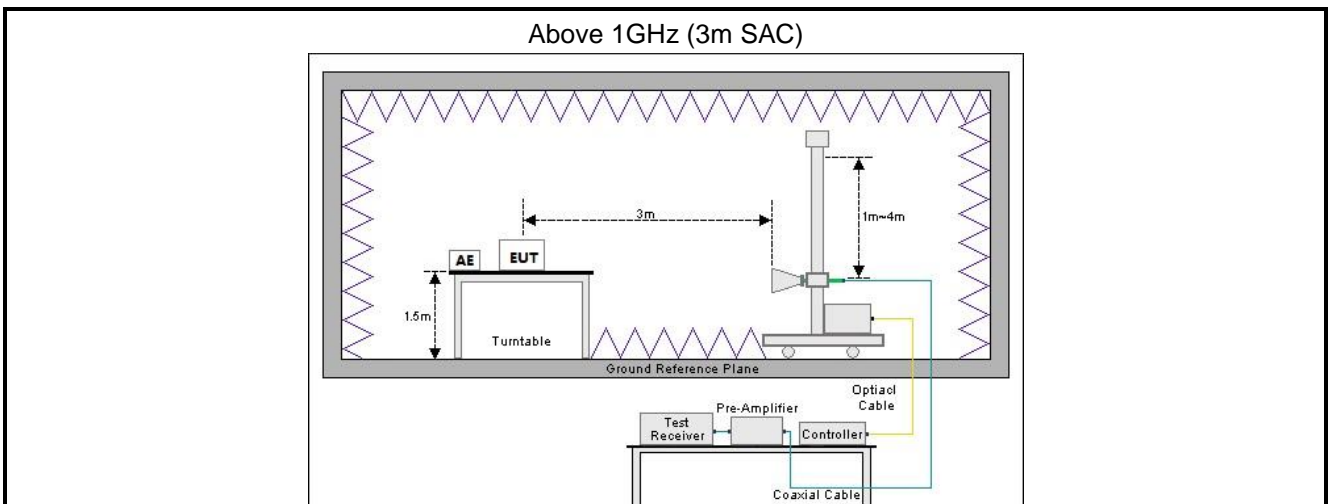 Above 1GHz (3m SAC)
3m
1m~4m
AE
EUT
1.5m
Turntable
Ground Reference Plane
Optiacl
Cable
Pre-Amplifier
Test
Receiver
Controller
Coaxial Cable